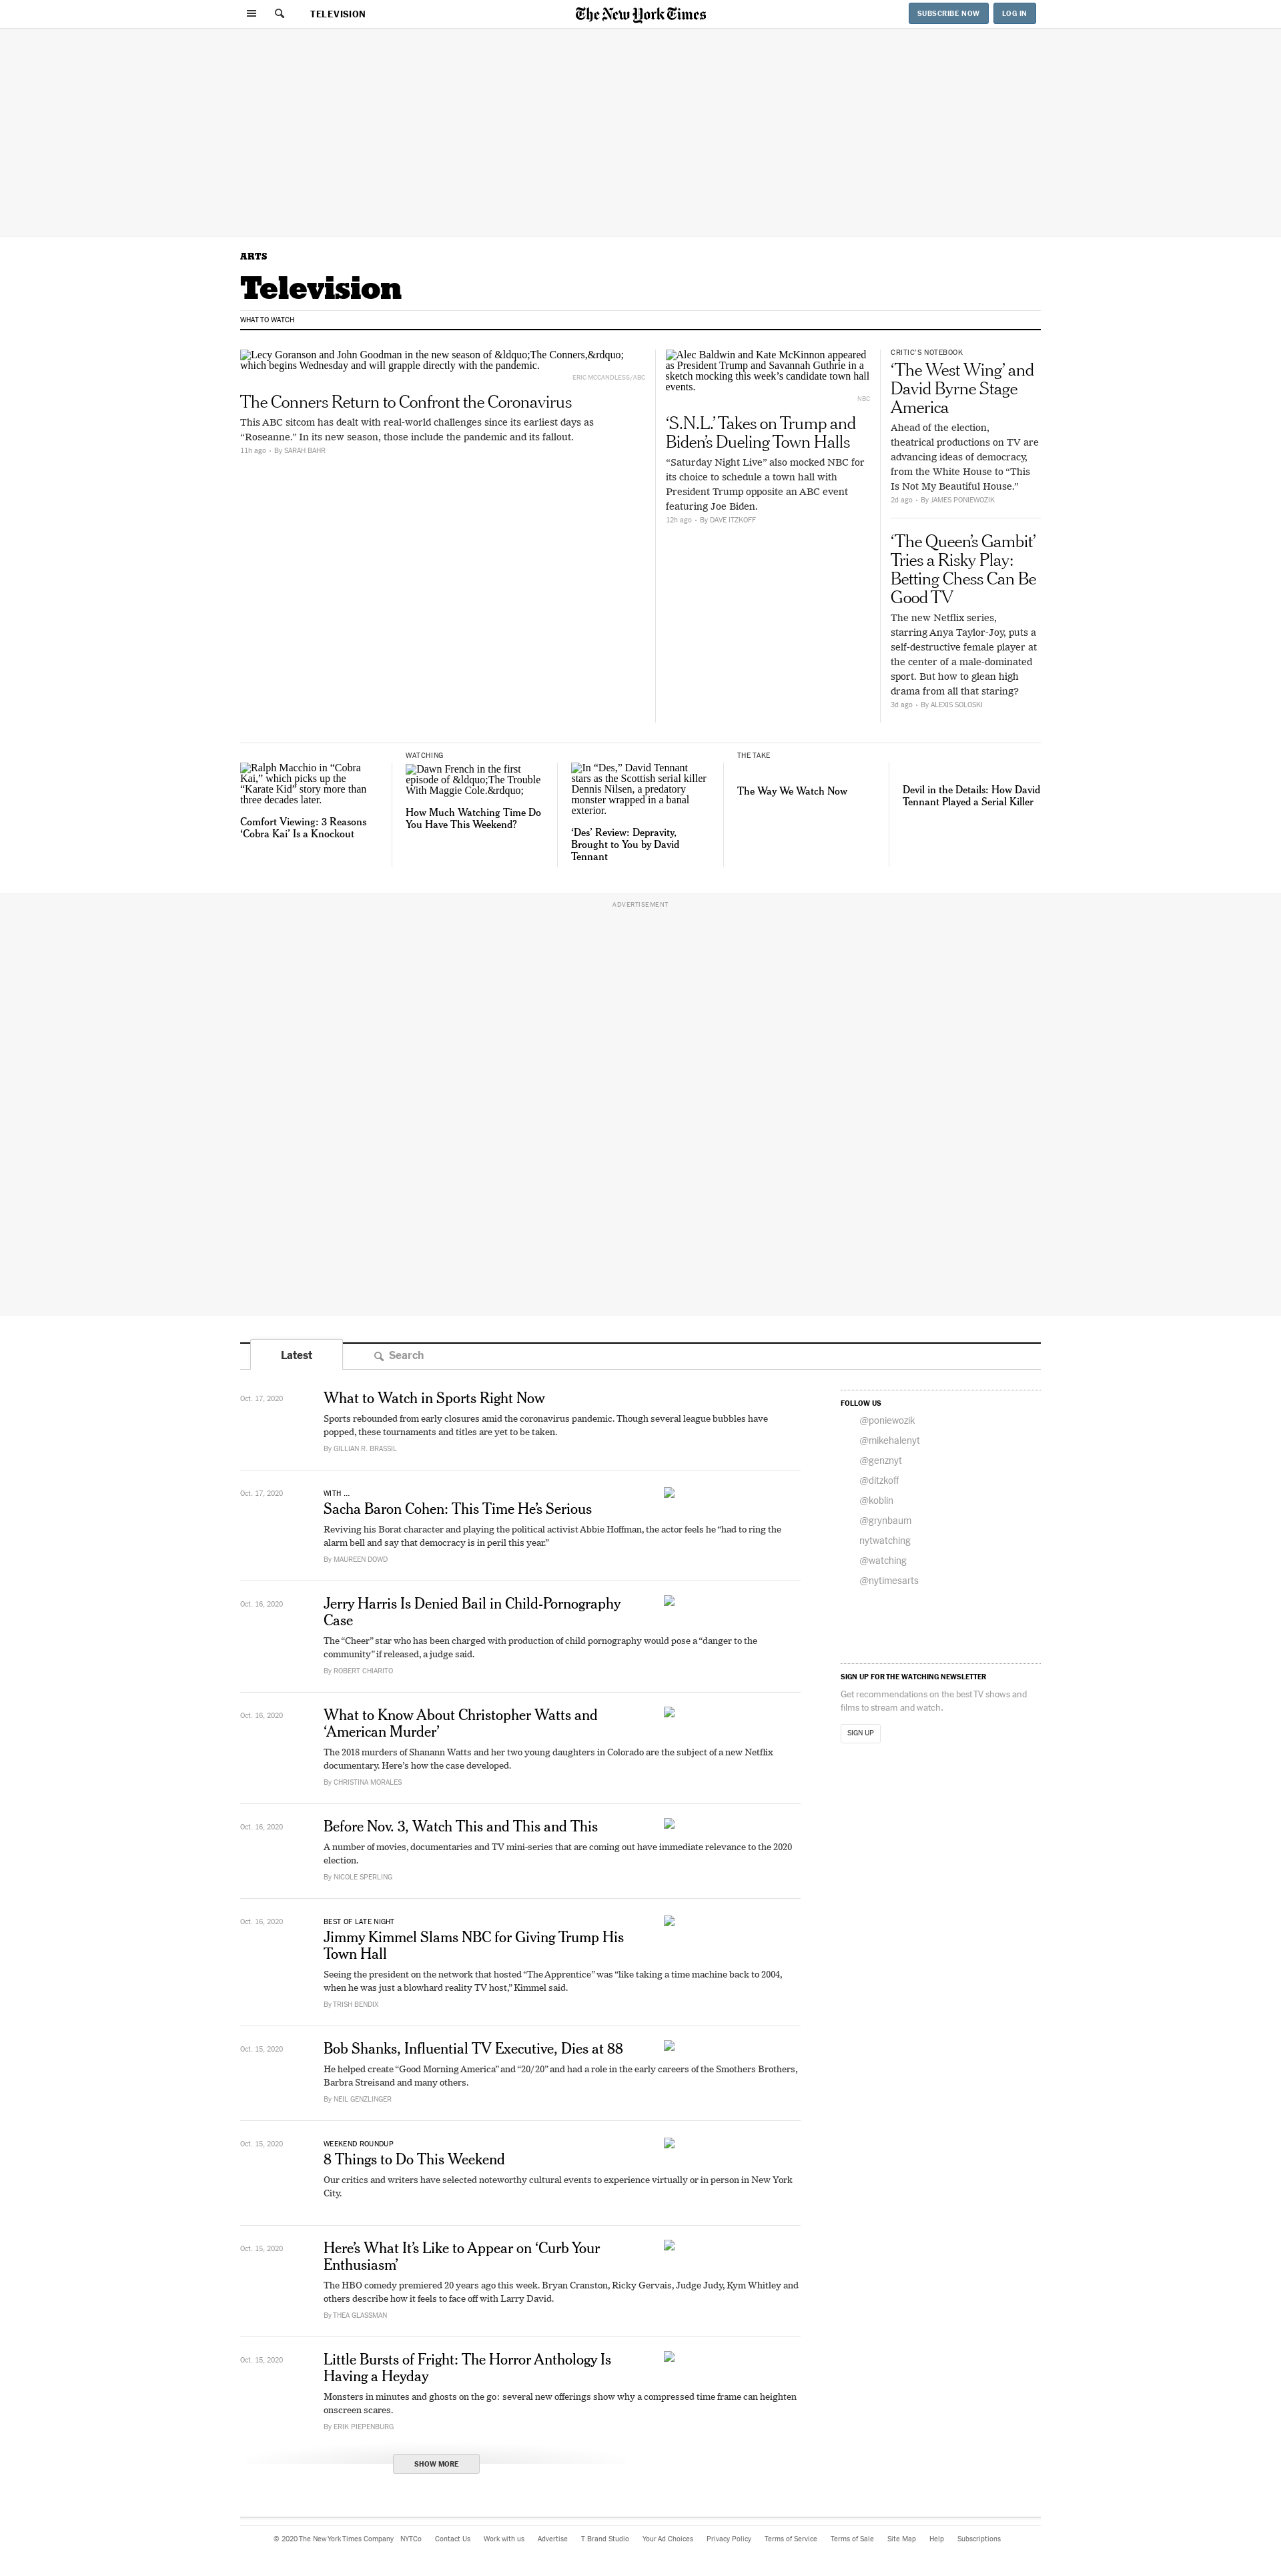 TELEVISION
The New York Times
SUBSCRIBE NOW
LOG IN
ARTS
Television
WHAT TO WATCH
Lecy Goranson and John Goodman in the new season of &ldquo;The Conners,&rdquo;
which begins Wednesday and will grapple directly with the pandemic.
ERIC MCCANDLESS/ABC
The Conners Return to Confront the Coronavirus
This ABC sitcom has dealt with real-world challenges since its earliest days as
“Roseanne.” In its new season, those include the pandemic and its fallout.
11h ago • By SARAH BAHR
Alec Baldwin and Kate McKinnon appeared
as President Trump and Savannah Guthrie in a
sketch mocking this week’s candidate town hall
events.
NBC
‘S.N.L.’ Takes on Trump and
Biden’s Dueling Town Halls
“Saturday Night Live” also mocked NBC for
its choice to schedule a town hall with
President Trump opposite an ABC event
featuring Joe Biden.
12h ago • By DAVE ITZKOFF
CRITIC’S NOTEBOOK
‘The West Wing’ and
David Byrne Stage
America
Ahead of the election,
theatrical productions on TV are
advancing ideas of democracy,
from the White House to “This
Is Not My Beautiful House.”
2d ago • By JAMES PONIEWOZIK
‘The Queen’s Gambit’
Tries a Risky Play:
Betting Chess Can Be
Good TV
The new Netflix series,
starring Anya Taylor-Joy, puts a
self-destructive female player at
the center of a male-dominated
sport. But how to glean high
drama from all that staring?
3d ago • By ALEXIS SOLOSKI
Ralph Macchio in “Cobra
Kai,” which picks up the
“Karate Kid” story more than
three decades later.
Comfort Viewing: 3 Reasons
‘Cobra Kai’ Is a Knockout
WATCHING
Dawn French in the first
episode of &ldquo;The Trouble
With Maggie Cole.&rdquo;
How Much Watching Time Do
You Have This Weekend?
In “Des,” David Tennant
stars as the Scottish serial killer
Dennis Nilsen, a predatory
monster wrapped in a banal
exterior.
‘Des’ Review: Depravity,
Brought to You by David
Tennant
THE TAKE
The Way We Watch Now
Devil in the Details: How David
Tennant Played a Serial Killer
ADVERTISEMENT
Latest
Search
Oct. 17, 2020
What to Watch in Sports Right Now
Sports rebounded from early closures amid the coronavirus pandemic. Though several league bubbles have
popped, these tournaments and titles are yet to be taken.
By GILLIAN R. BRASSIL
Oct. 17, 2020
WITH ...
Sacha Baron Cohen: This Time He’s Serious
Reviving his Borat character and playing the political activist Abbie Hoffman, the actor feels he “had to ring the
alarm bell and say that democracy is in peril this year.”
By MAUREEN DOWD
Oct. 16, 2020
Jerry Harris Is Denied Bail in Child-Pornography
Case
The “Cheer” star who has been charged with production of child pornography would pose a “danger to the
community” if released, a judge said.
By ROBERT CHIARITO
Oct. 16, 2020
What to Know About Christopher Watts and
‘American Murder’
The 2018 murders of Shanann Watts and her two young daughters in Colorado are the subject of a new Netflix
documentary. Here’s how the case developed.
By CHRISTINA MORALES
Oct. 16, 2020
Before Nov. 3, Watch This and This and This
A number of movies, documentaries and TV mini-series that are coming out have immediate relevance to the 2020
election.
By NICOLE SPERLING
Oct. 16, 2020
BEST OF LATE NIGHT
Jimmy Kimmel Slams NBC for Giving Trump His
Town Hall
Seeing the president on the network that hosted “The Apprentice” was “like taking a time machine back to 2004,
when he was just a blowhard reality TV host,” Kimmel said.
By TRISH BENDIX
Oct. 15, 2020
Bob Shanks, Influential TV Executive, Dies at 88
He helped create “Good Morning America” and “20/20” and had a role in the early careers of the Smothers Brothers,
Barbra Streisand and many others.
By NEIL GENZLINGER
Oct. 15, 2020
WEEKEND ROUNDUP
8 Things to Do This Weekend
Our critics and writers have selected noteworthy cultural events to experience virtually or in person in New York
City.
Oct. 15, 2020
Here’s What It’s Like to Appear on ‘Curb Your
Enthusiasm’
The HBO comedy premiered 20 years ago this week. Bryan Cranston, Ricky Gervais, Judge Judy, Kym Whitley and
others describe how it feels to face off with Larry David.
By THEA GLASSMAN
Oct. 15, 2020
Little Bursts of Fright: The Horror Anthology Is
Having a Heyday
Monsters in minutes and ghosts on the go: several new offerings show why a compressed time frame can heighten
onscreen scares.
By ERIK PIEPENBURG
SHOW MORE
FOLLOW US
@poniewozik
@mikehalenyt
@genznyt
@ditzkoff
@koblin
@grynbaum
nytwatching
@watching
@nytimesarts
SIGN UP FOR THE WATCHING NEWSLETTER
Get recommendations on the best TV shows and
films to stream and watch.
SIGN UP
© 2020 The New York Times Company NYTCo Contact Us Work with us Advertise T Brand Studio Your Ad Choices Privacy Policy Terms of Service Terms of Sale Site Map Help Subscriptions